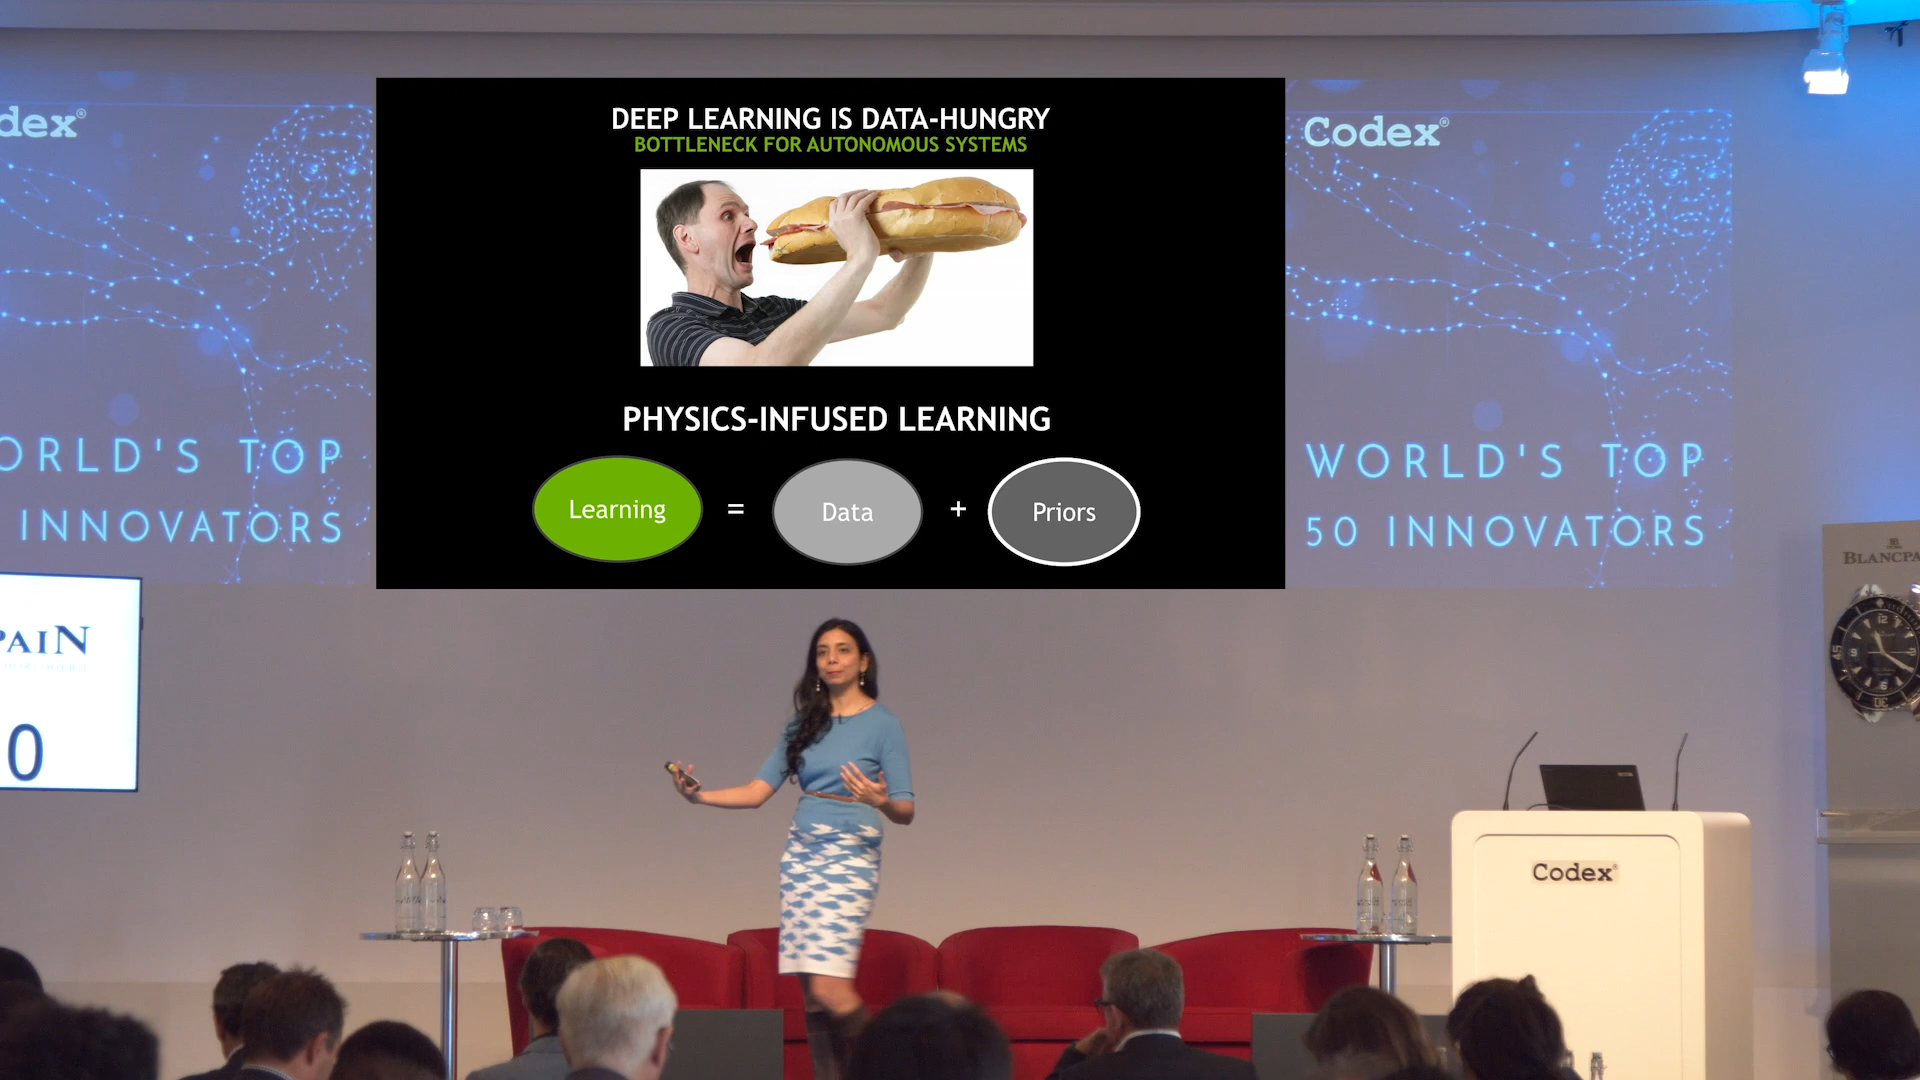 dex®
ORLD'S TOP
INNOVATORS
DEEP LEARNING IS DATA-HUNGRY
BOTTLENECK FOR AUTONOMOUS SYSTEMS
PHYSICS-INFUSED LEARNING
Learning = Data + Priors
Codex®
WORLD'S TOP
50 INNOVATORS
PAIN
0
BLANCPA
12
Codex